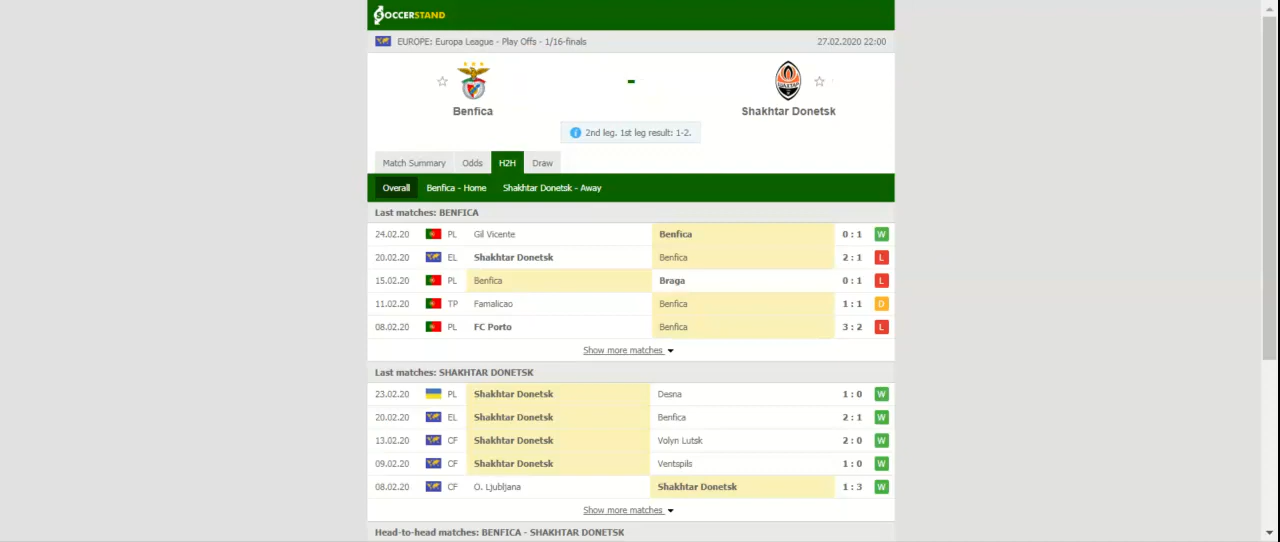 SOCCERSTAND
EUROPE: Europa League - Play Offs - 1/16-finals 27.02.2020 22:00
Benfica Shakhtar Donetsk
2nd leg. 1st leg result: 1-2.
Match Summary Odds H2H Draw
Overall Benfica - Home Shakhtar Donetsk - Away
Last matches: BENFICA
24.02.20 PL Gil Vicente Benfica 0 : 1 W
20.02.20 EL Shakhtar Donetsk Benfica 2 : 1 L
15.02.20 PL Benfica Braga 0 : 1 L
11.02.20 TP Famalicao Benfica 1 : 1 D
08.02.20 PL FC Porto Benfica 3 : 2 L
Show more matches
Last matches: SHAKHTAR DONETSK
23.02.20 PL Shakhtar Donetsk Desna 1 : 0 W
20.02.20 EL Shakhtar Donetsk Benfica 2 : 1 W
13.02.20 CF Shakhtar Donetsk Volyn Lutsk 2 : 0 W
09.02.20 CF Shakhtar Donetsk Ventspils 1 : 0 W
08.02.20 CF O. Ljubljana Shakhtar Donetsk 1 : 3 W
Show more matches
Head-to-head matches: BENFICA - SHAKHTAR DONETSK